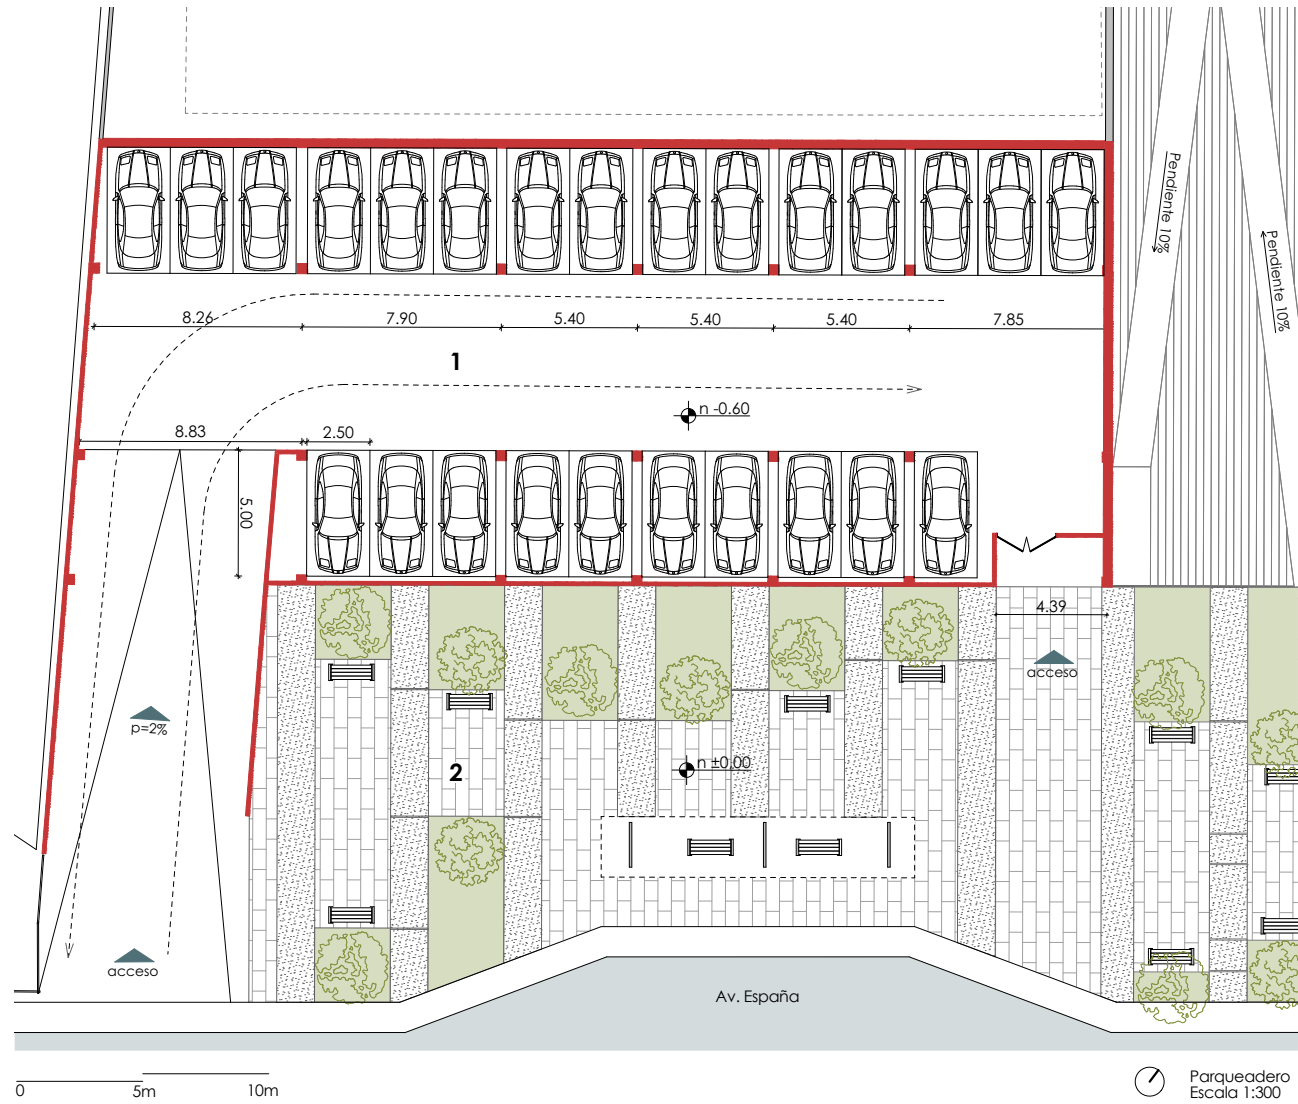 Pendiente 10%
Pendiente 10%
8.26
7.90
5.40
5.40
5.40
7.85
1
n -0.60
8.83
2.50
5.00
4.39
acceso
p=2%
2
n ±0,00
acceso
Av. España
0
5m
10m
Parqueadero
Escala 1:300